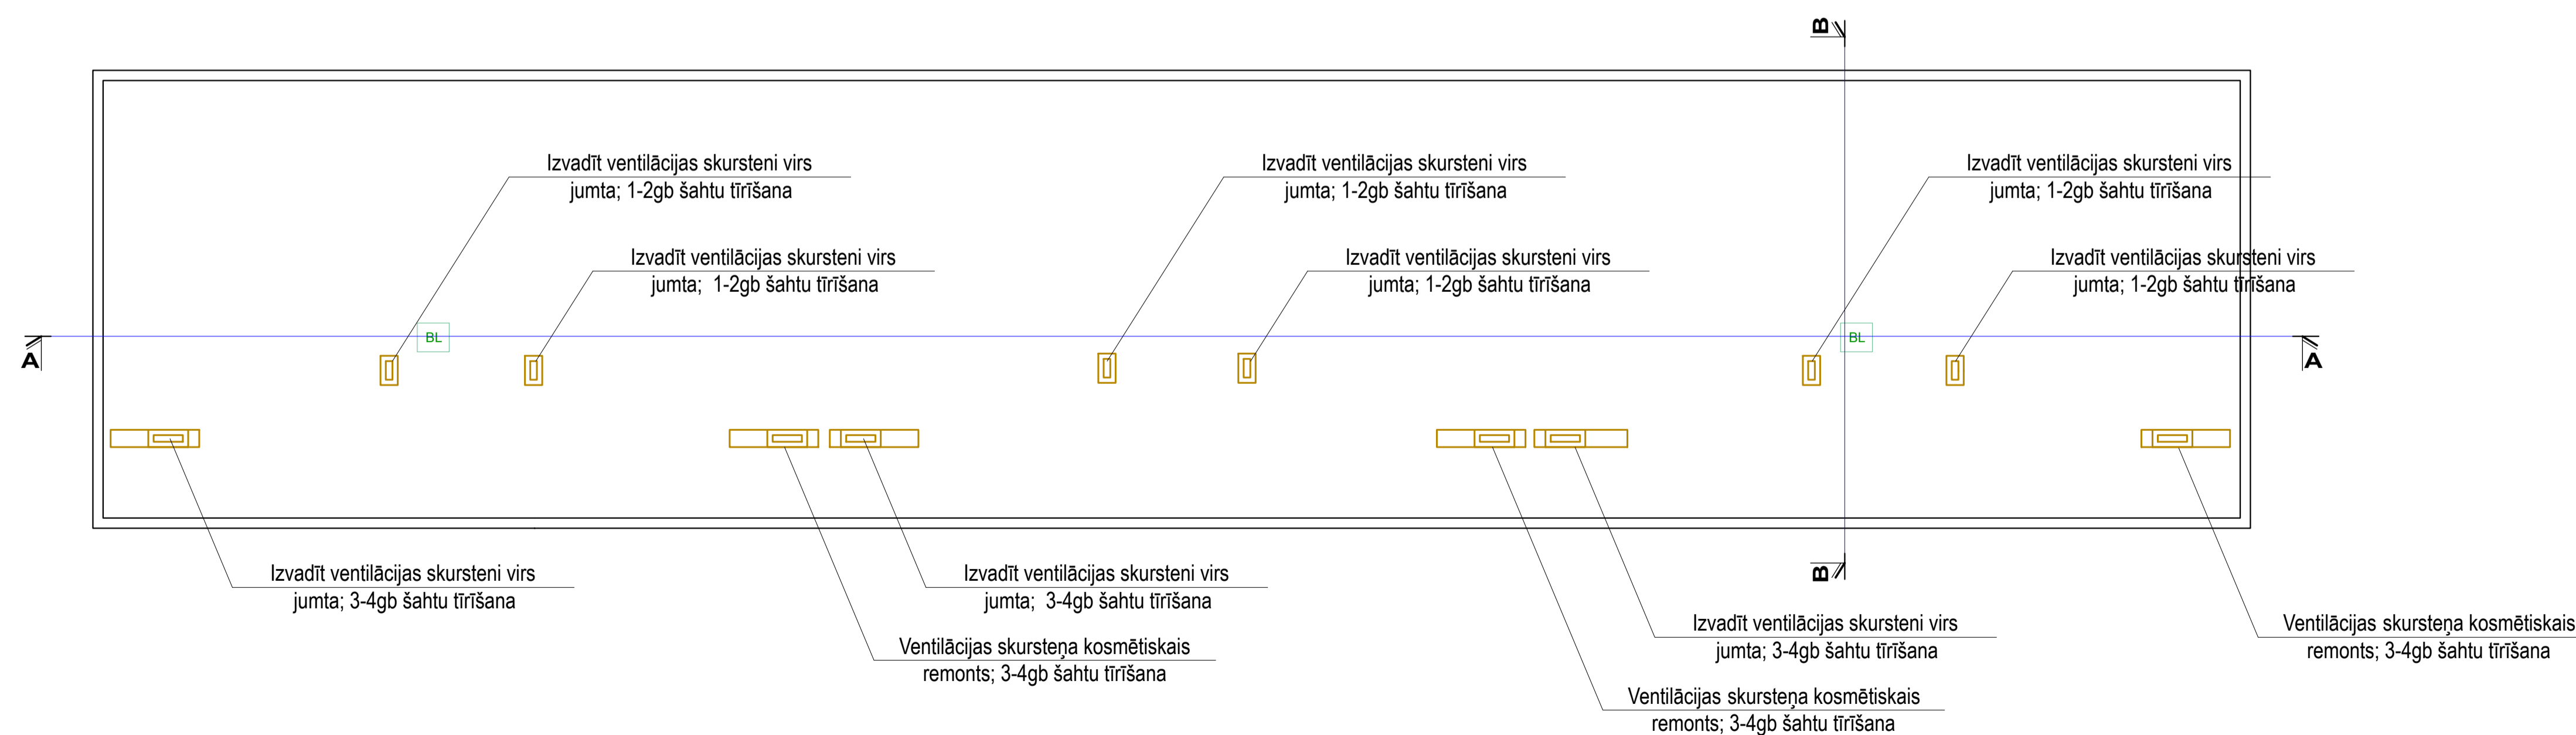 B
Izvadīt ventilācijas skursteni virs
jumta; 1-2gb šahtu tīrīšana
Izvadīt ventilācijas skursteni virs
jumta; 1-2gb šahtu tīrīšana
Izvadīt ventilācijas skursteni virs
jumta; 1-2gb šahtu tīrīšana
Izvadīt ventilācijas skursteni virs
jumta; 1-2gb šahtu tīrīšana
Izvadīt ventilācijas skursteni virs
jumta; 1-2gb šahtu tīrīšana
Izvadīt ventilācijas skursteni virs
jumta; 1-2gb šahtu tīrīšana
A
BL
BL
A
Izvadīt ventilācijas skursteni virs
jumta; 3-4gb šahtu tīrīšana
Izvadīt ventilācijas skursteni virs
jumta; 3-4gb šahtu tīrīšana
B
Ventilācijas skursteņa kosmētiskais
remonts; 3-4gb šahtu tīrīšana
Izvadīt ventilācijas skursteni virs
jumta; 3-4gb šahtu tīrīšana
Ventilācijas skursteņa kosmētiskais
remonts; 3-4gb šahtu tīrīšana
Ventilācijas skursteņa kosmētiskais
remonts; 3-4gb šahtu tīrīšana